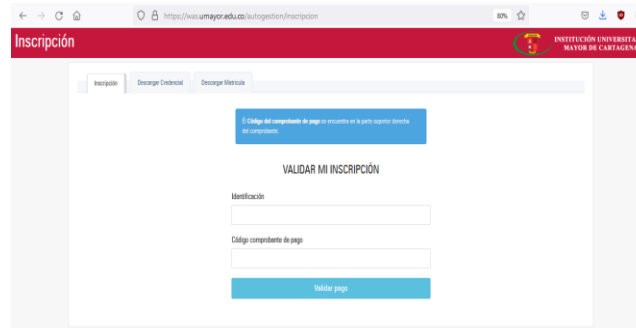 https://was.umayor.edu.co/autogestion/inscripcion
80%
Inscripción
INSTITUCIÓN UNIVERSITA
MAYOR DE CARTAGENA
Inscripción
Descargar Credencial
Descargar Matricula
El Código del comprobante de pago se encuentra en la parte superior derecha
del comprobante.
VALIDAR MI INSCRIPCIÓN
Identificación
Código comprobante de pago
Validar pago